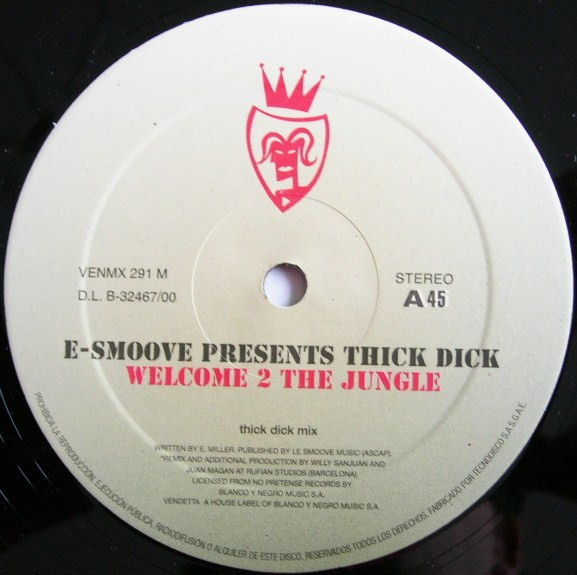 VENMX 291 M
D.L. B-32467/00
STEREO
A 45
E-SMOOVE PRESENTS THICK DICK
WELCOME 2 THE JUNGLE
thick dick mix
WRITTEN BY E. MILLER. PUBLISHED BY LE SMOOVE MUSIC (ASCAP).
*REMIX AND ADDITIONAL PRODUCTION BY WILLY SANJUAN AND
JUAN MAGAN AT RUFIAN STUDIOS (BARCELONA).
LICENSED FROM NO PRETENSE RECORDS BY
BLANCO Y NEGRO MUSIC S.A.
VENDETTA A HOUSE LABEL OF BLANCO Y NEGRO MUSIC S.A.
PROHIBIDA LA REPRODUCCION, EJECUCIÓN PÚBLICA, RADIODIFUSIÓN O ALQUILER DE ESTE DISCO. RESERVADOS TODOS LOS DERECHOS. FABRICADO POR TECNODISCO S.A. S.G.A.E.